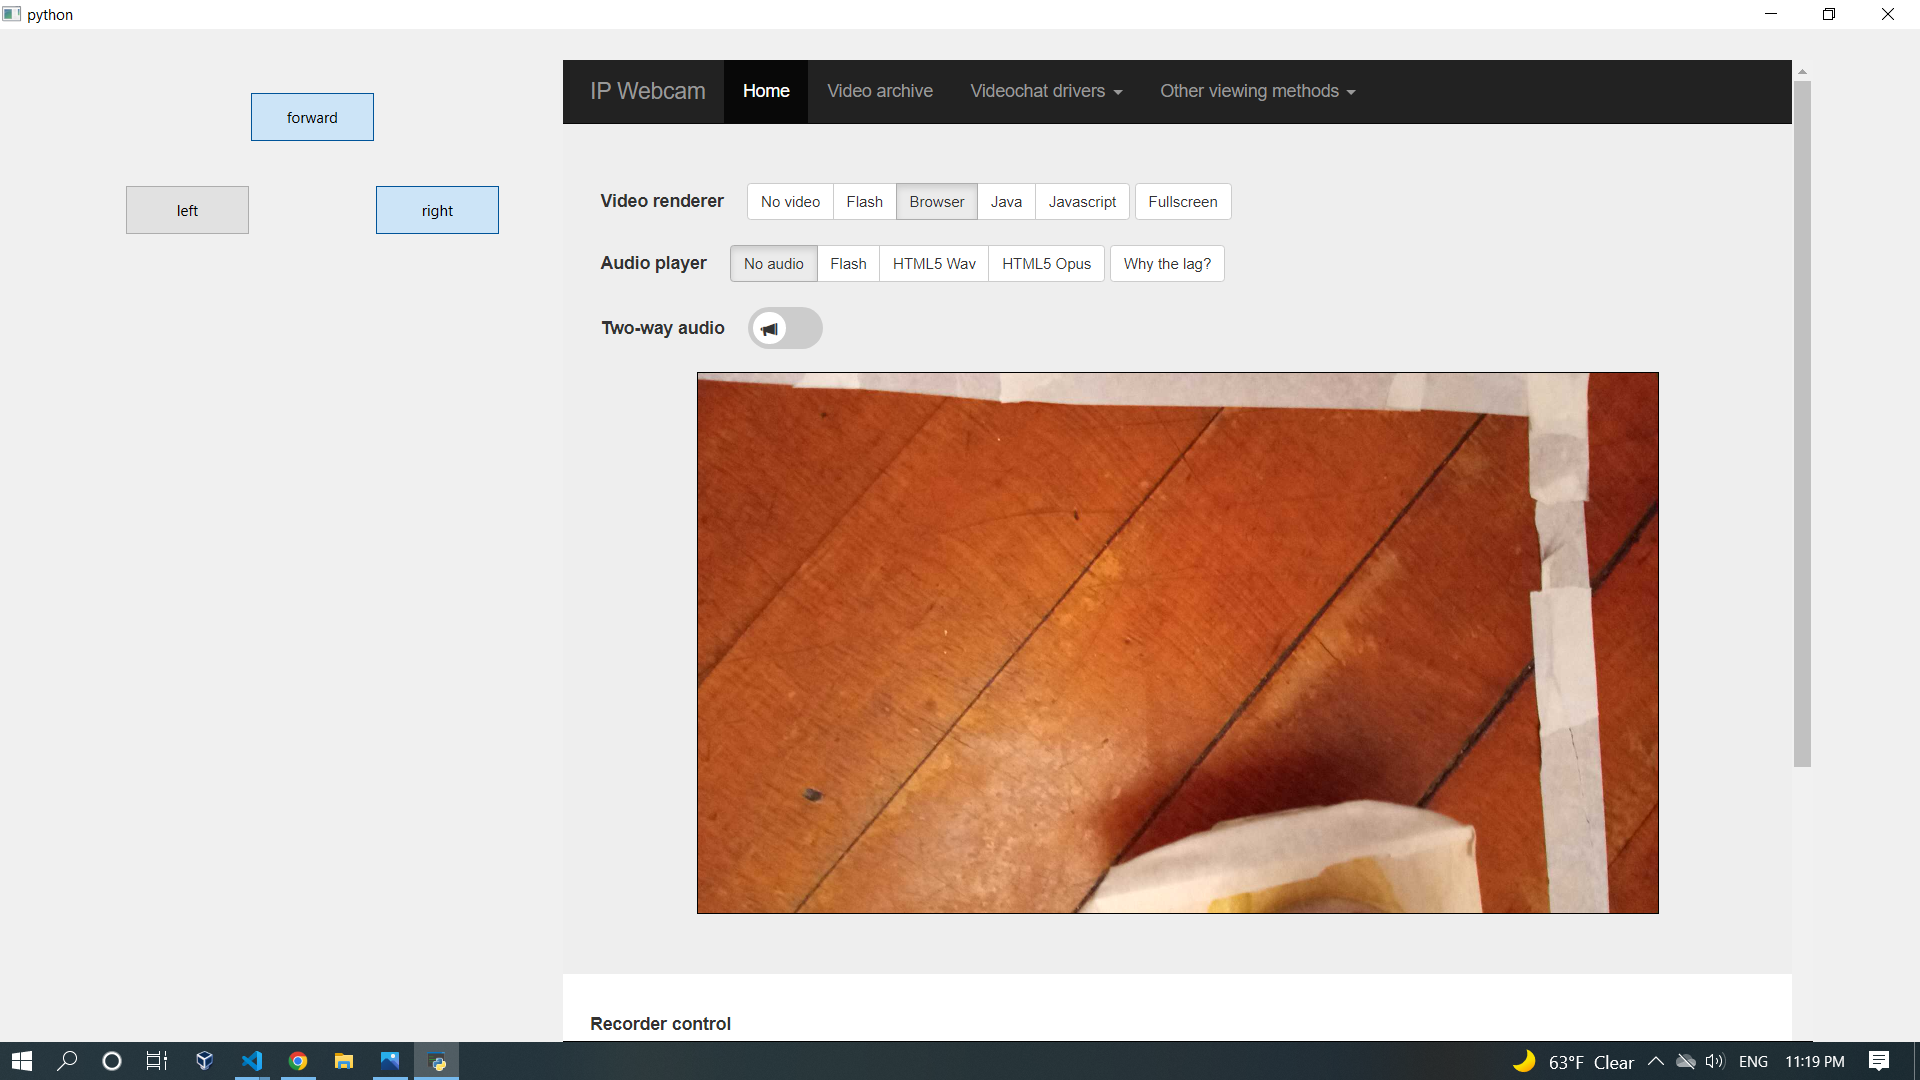 python
forward
left
right
IP Webcam Home Video archive Videochat drivers Other viewing methods
Video renderer No video Flash Browser Java Javascript Fullscreen
Audio player No audio Flash HTML5 Wav HTML5 Opus Why the lag?
Two-way audio
Recorder control
63°F Clear ENG 11:19 PM